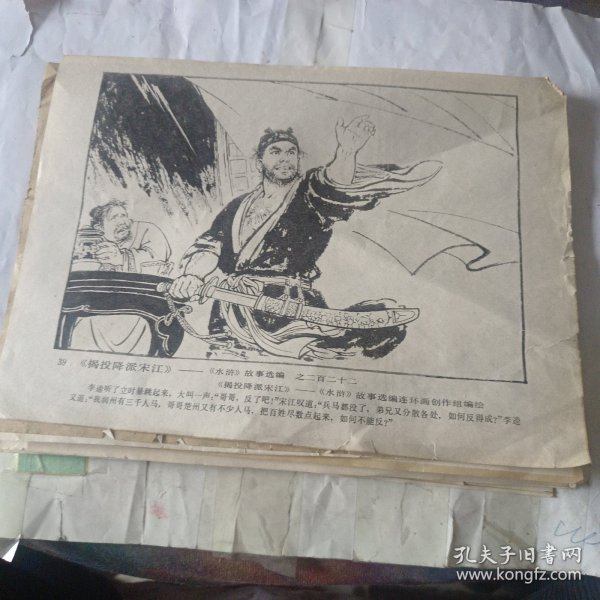 39 《揭投降派宋江》——《水浒》故事选编 之二百二十二
《揭投降派宋江》——《水浒》故事选编连环画创作组编绘
李逵听了立时暴跳起来，大叫一声：“哥哥，反了吧！”宋江叹道，“兵马都没了，弟兄又分散各处，如何反得成？”李逵
又道：“我润州有三千人马，哥哥楚州又有不少人马，把百姓尽数点起来，如何不能反？”
孔夫子旧书网
www.kongfz.com